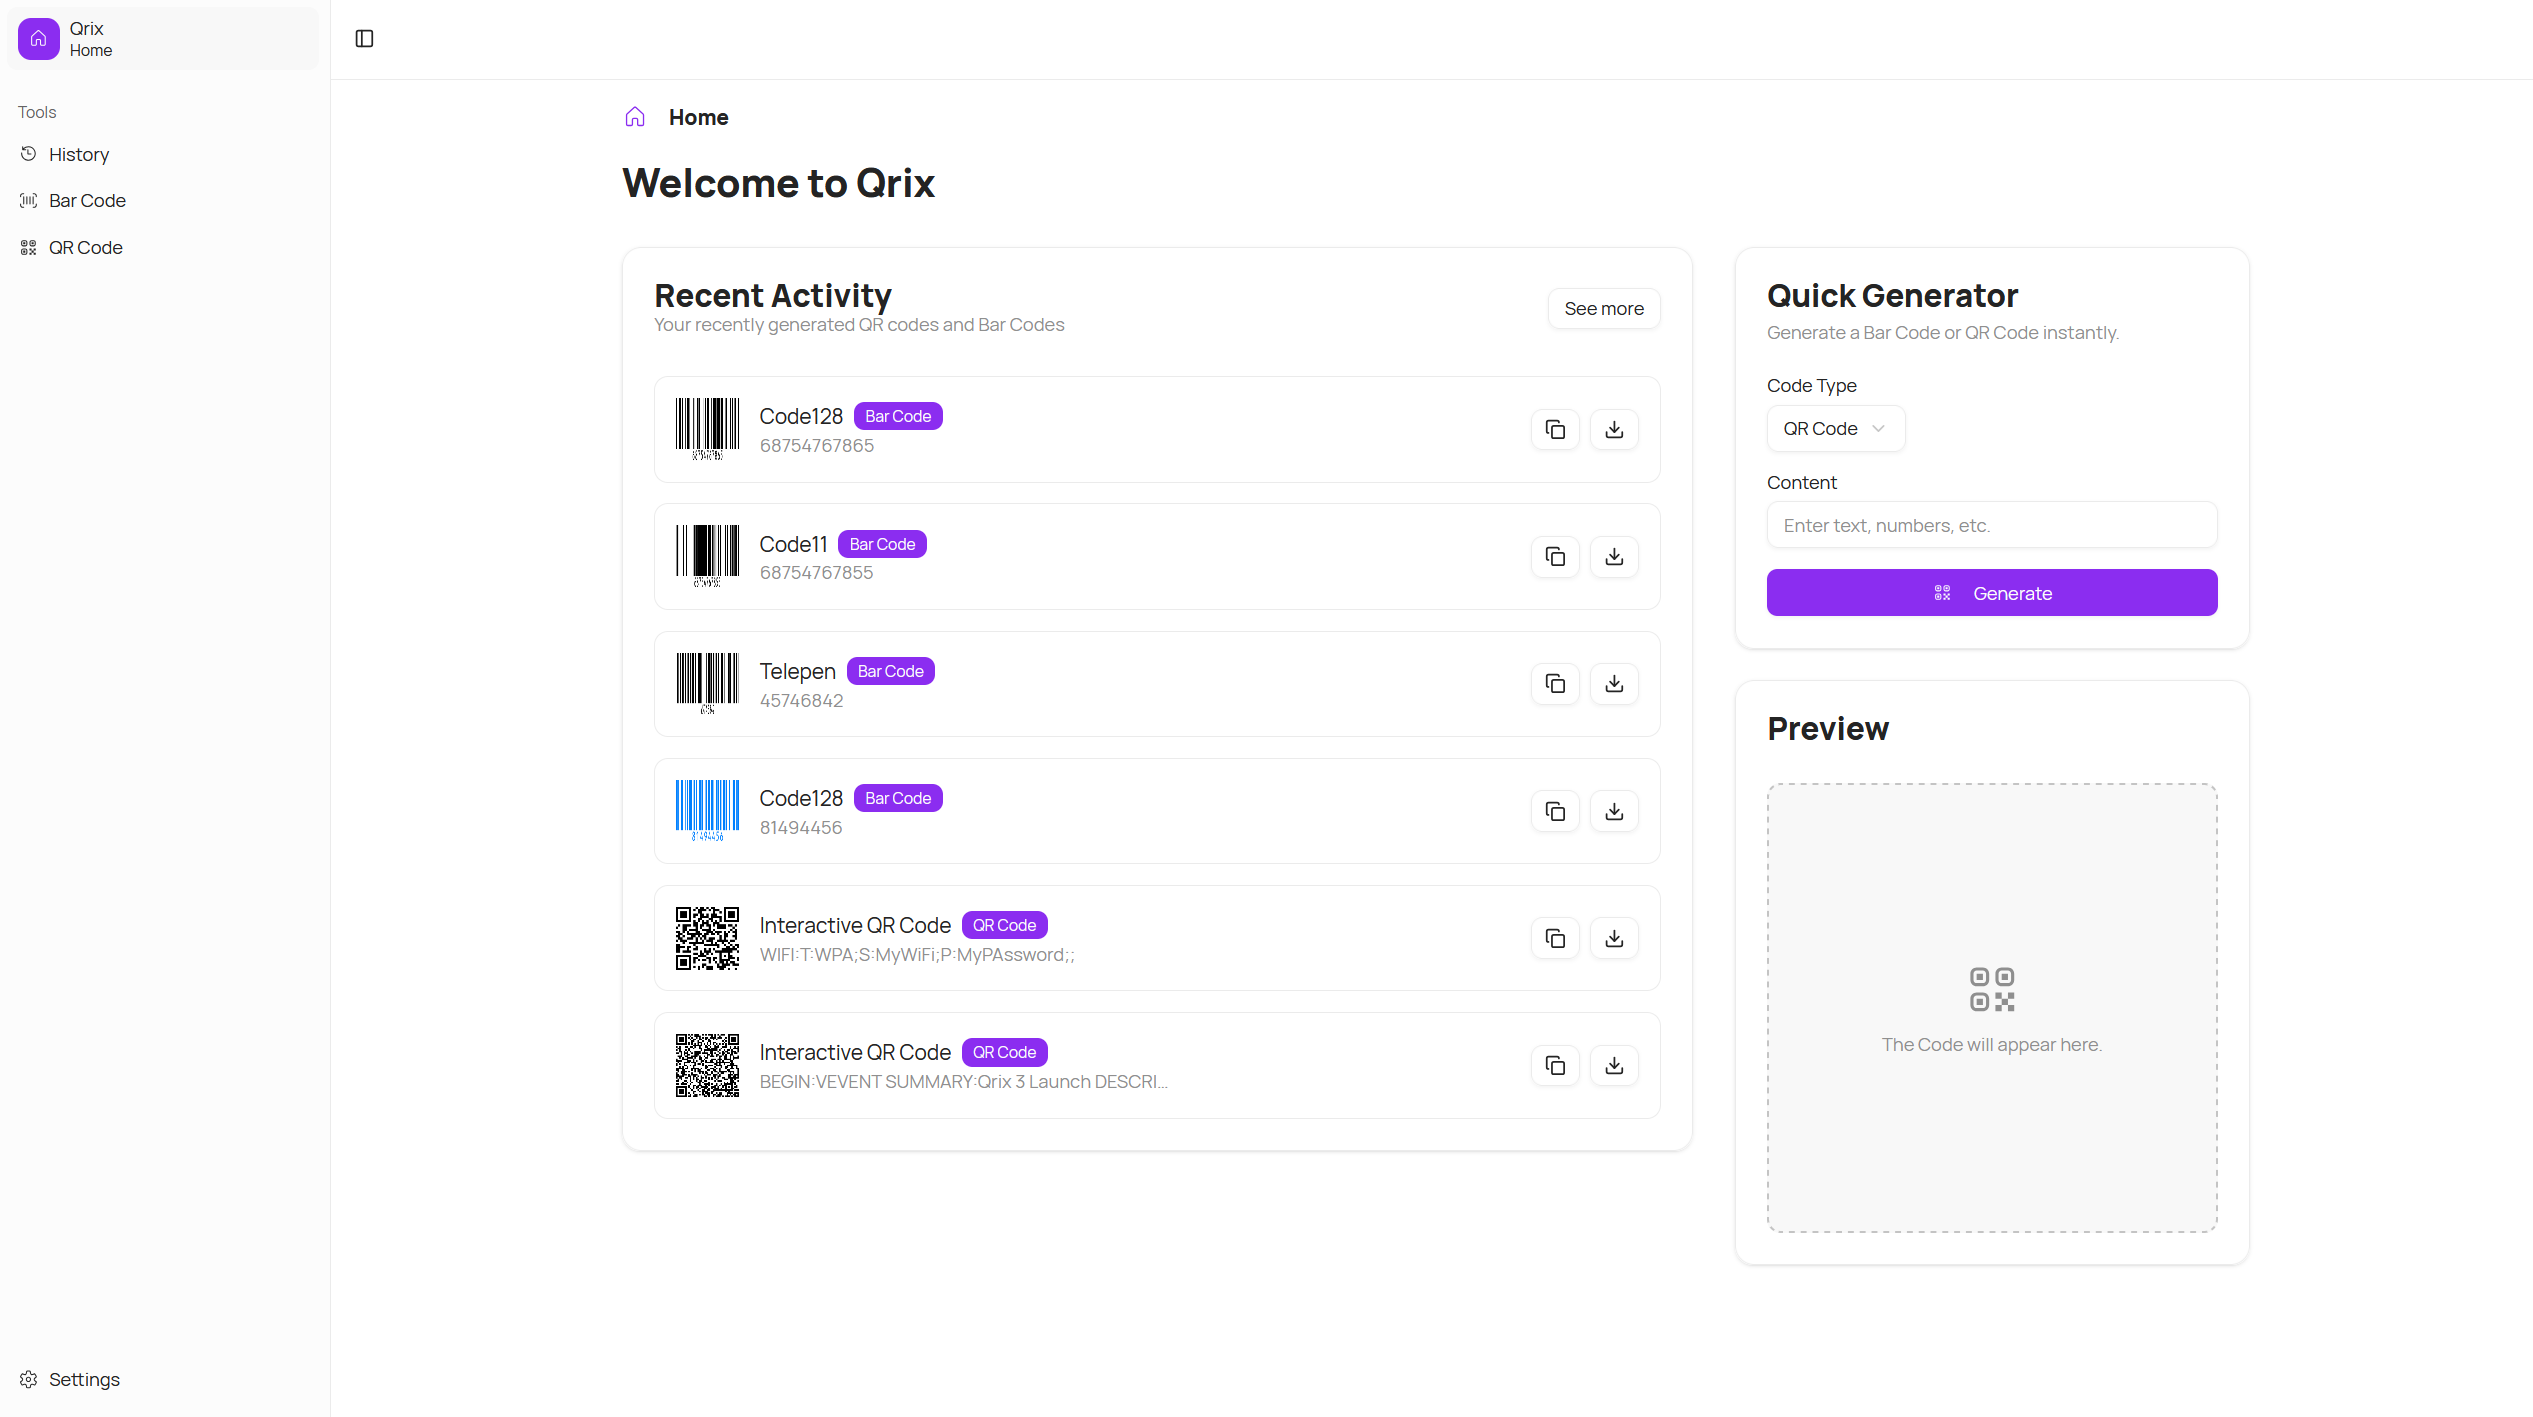 Qrix
Home
Tools
History
Bar Code
QR Code
Settings
Home
Welcome to Qrix
Recent Activity
Your recently generated QR codes and Bar Codes
See more
Code128 Bar Code
68754767865
Code11 Bar Code
68754767855
Telepen Bar Code
45746842
Code128 Bar Code
81494456
81494456
Interactive QR Code QR Code
WIFI:T:WPA;S:MyWiFi;P:MyPAssword;;
Interactive QR Code QR Code
BEGIN:VEVENT SUMMARY:Qrix 3 Launch DESCRI...
Quick Generator
Generate a Bar Code or QR Code instantly.
Code Type
QR Code
Content
Enter text, numbers, etc.
Generate
Preview
The Code will appear here.